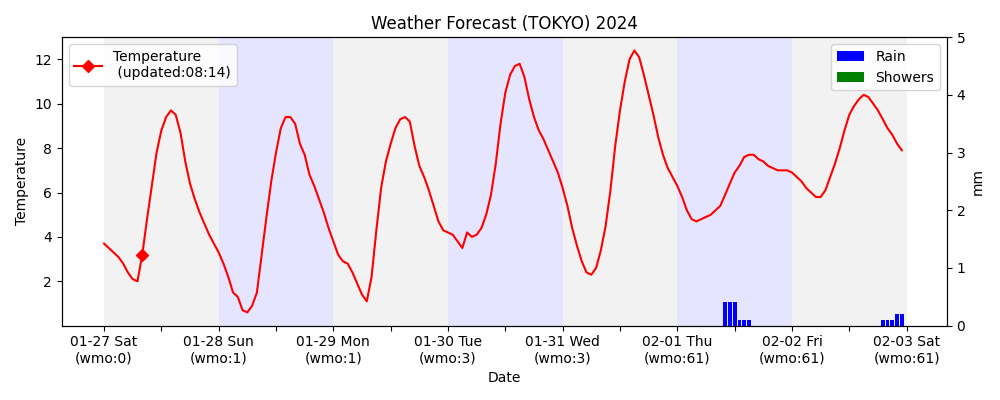 Weather Forecast (TOKYO) 2024
Temperature
(updated:08:14)
Rain
Showers
12
10
8
6
4
2
Temperature
5
4
3
2
1
0
mm
01-27 Sat
(wmo:0)
01-28 Sun
(wmo:1)
01-29 Mon
(wmo:1)
01-30 Tue
(wmo:3)
01-31 Wed
(wmo:3)
02-01 Thu
(wmo:61)
02-02 Fri
(wmo:61)
02-03 Sat
(wmo:61)
Date